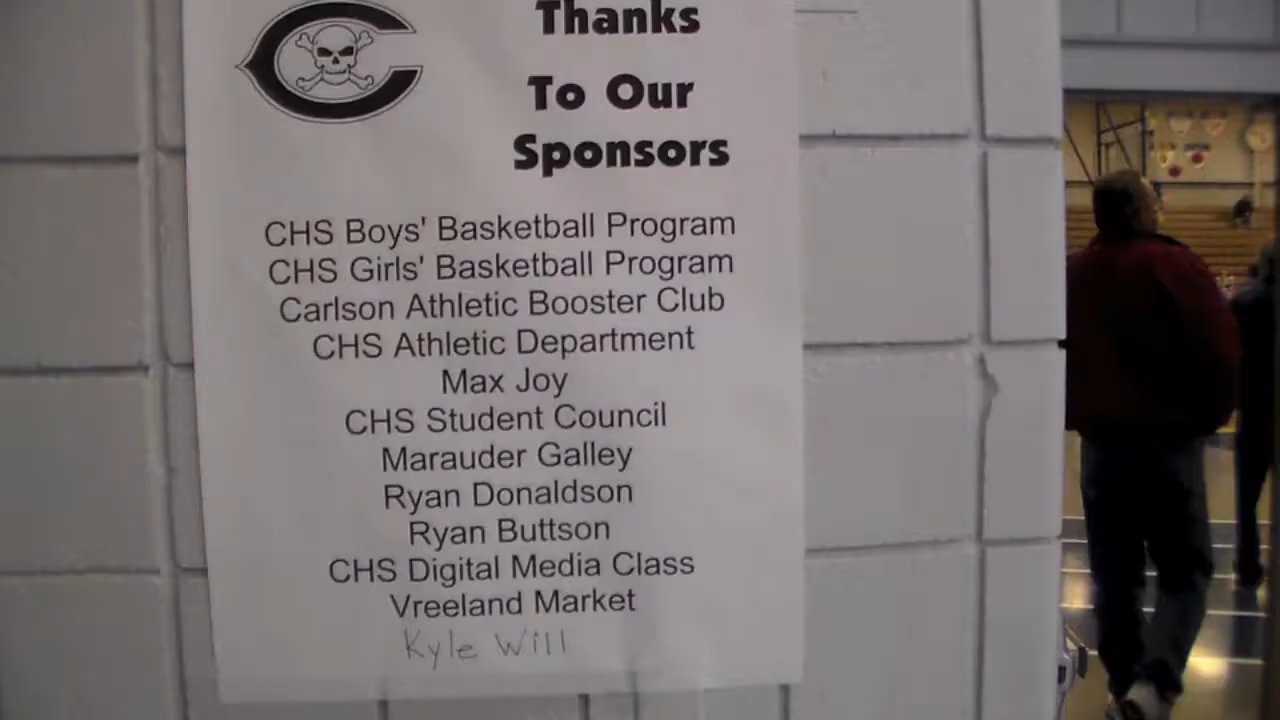 Thanks
To Our
Sponsors
CHS Boys' Basketball Program
CHS Girls' Basketball Program
Carlson Athletic Booster Club
CHS Athletic Department
Max Joy
CHS Student Council
Marauder Galley
Ryan Donaldson
Ryan Buttson
CHS Digital Media Class
Vreeland Market
Kyle Will